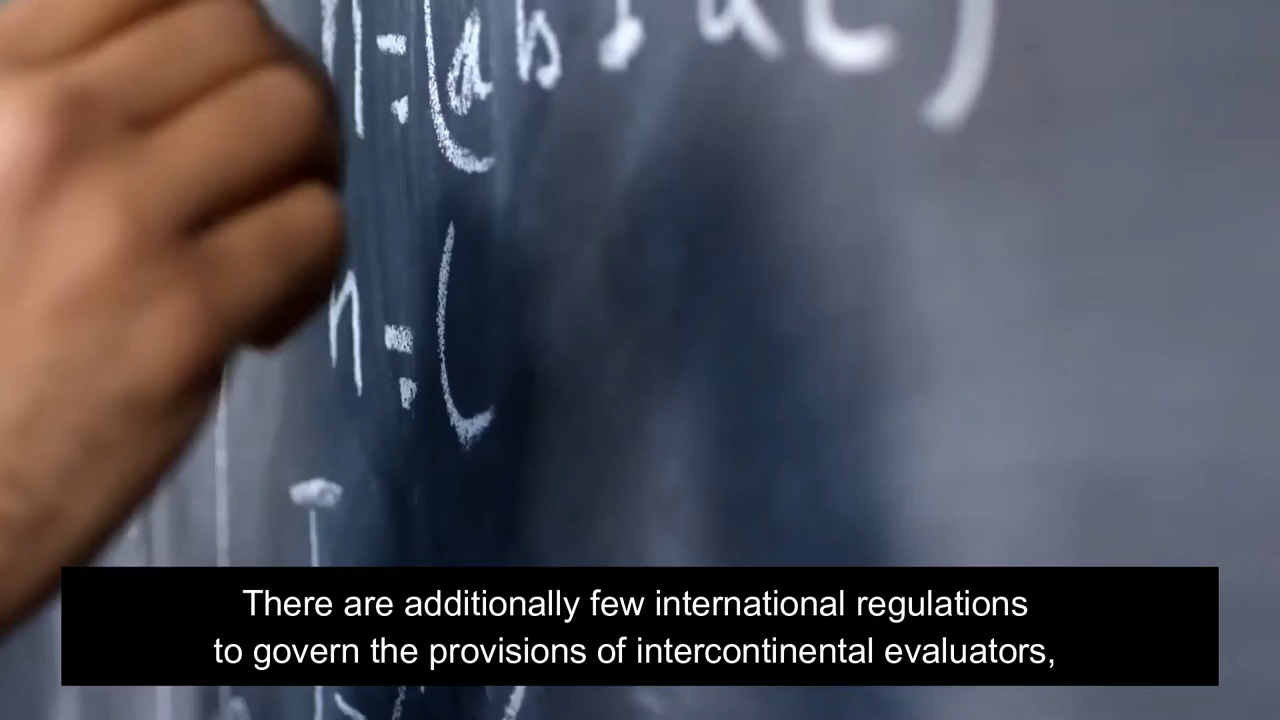 n=(a b
n=(
There are additionally few international regulations
to govern the provisions of intercontinental evaluators,